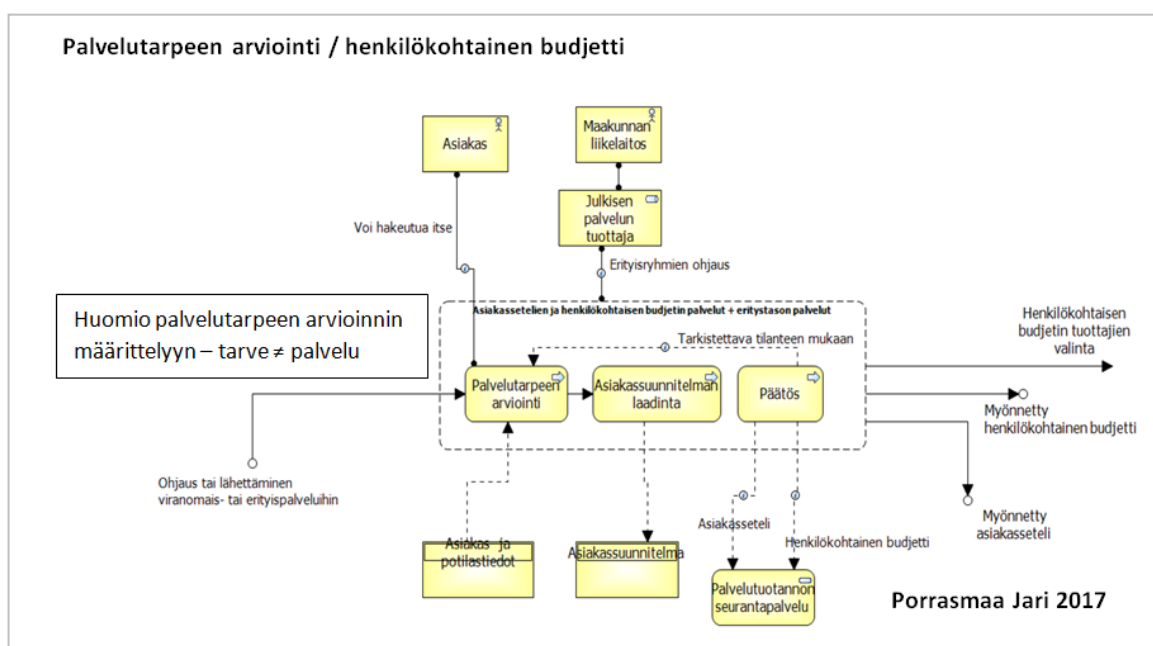 Palvelutarpeen arviointi / henkilökohtainen budjetti
Asiakas
Maakunnan
liikelaitos
Julkisen
palvelun
tuottaja
Voi hakeutua itse
Erityisryhmien ohjaus
Huomio palvelutarpeen arvioinnin
määrittelyyn – tarve ≠ palvelu
Asiakassetelien ja henkilökohtaisen budjetin palvelut + eritystason palvelut
Tarkistettava tilanteen mukaan
Palvelutarpeen
arviointi
Asiakassuunnitelman
laadinta
Päätös
Henkilökohtaisen
budjetin tuottajien
valinta
Myönnetty
henkilökohtainen budjetti
Myönnetty
asiakasseteli
Ohjaus tai lähettäminen
viranomais- tai erityispalveluihin
Asiakas ja
potilastiedot
Asiakassuunnitelma
Asiakasseteli
Henkilökohtainen budjetti
Palvelutuotannon
seurantapalvelu
Porrasmaa Jari 2017